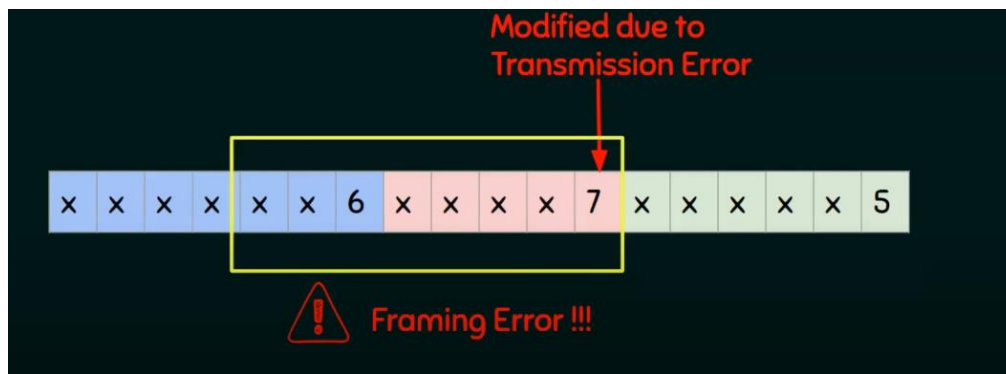 Modified due to
Transmission Error
x x x x x x 6 x x x x 7 x x x x x 5
! Framing Error !!!